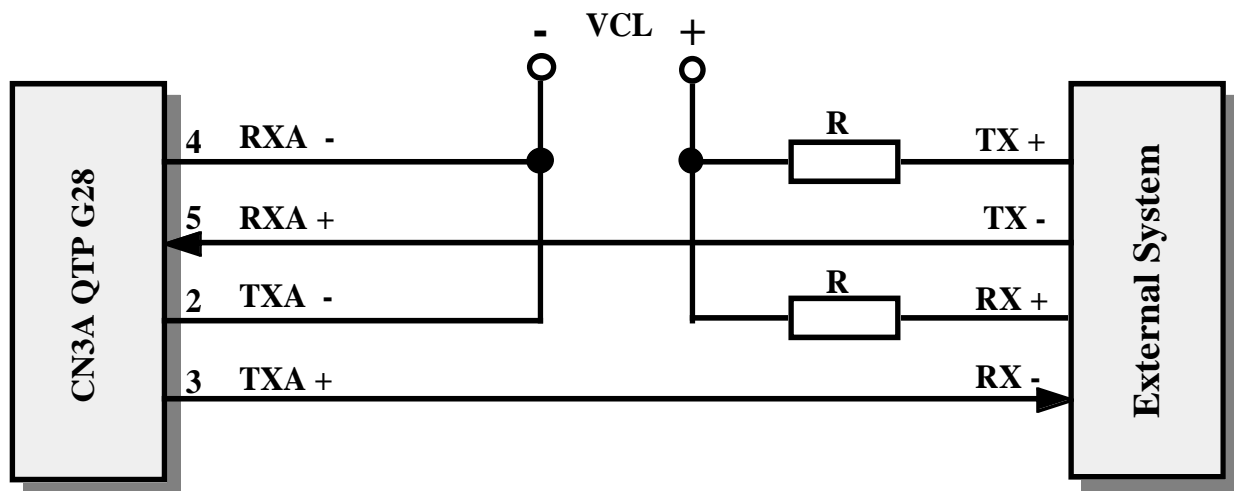 - VCL +
CN3A QTP G28
4 RXA -
R
TX +
5 RXA +
TX -
2 TXA -
R
RX +
3 TXA +
RX -
External System